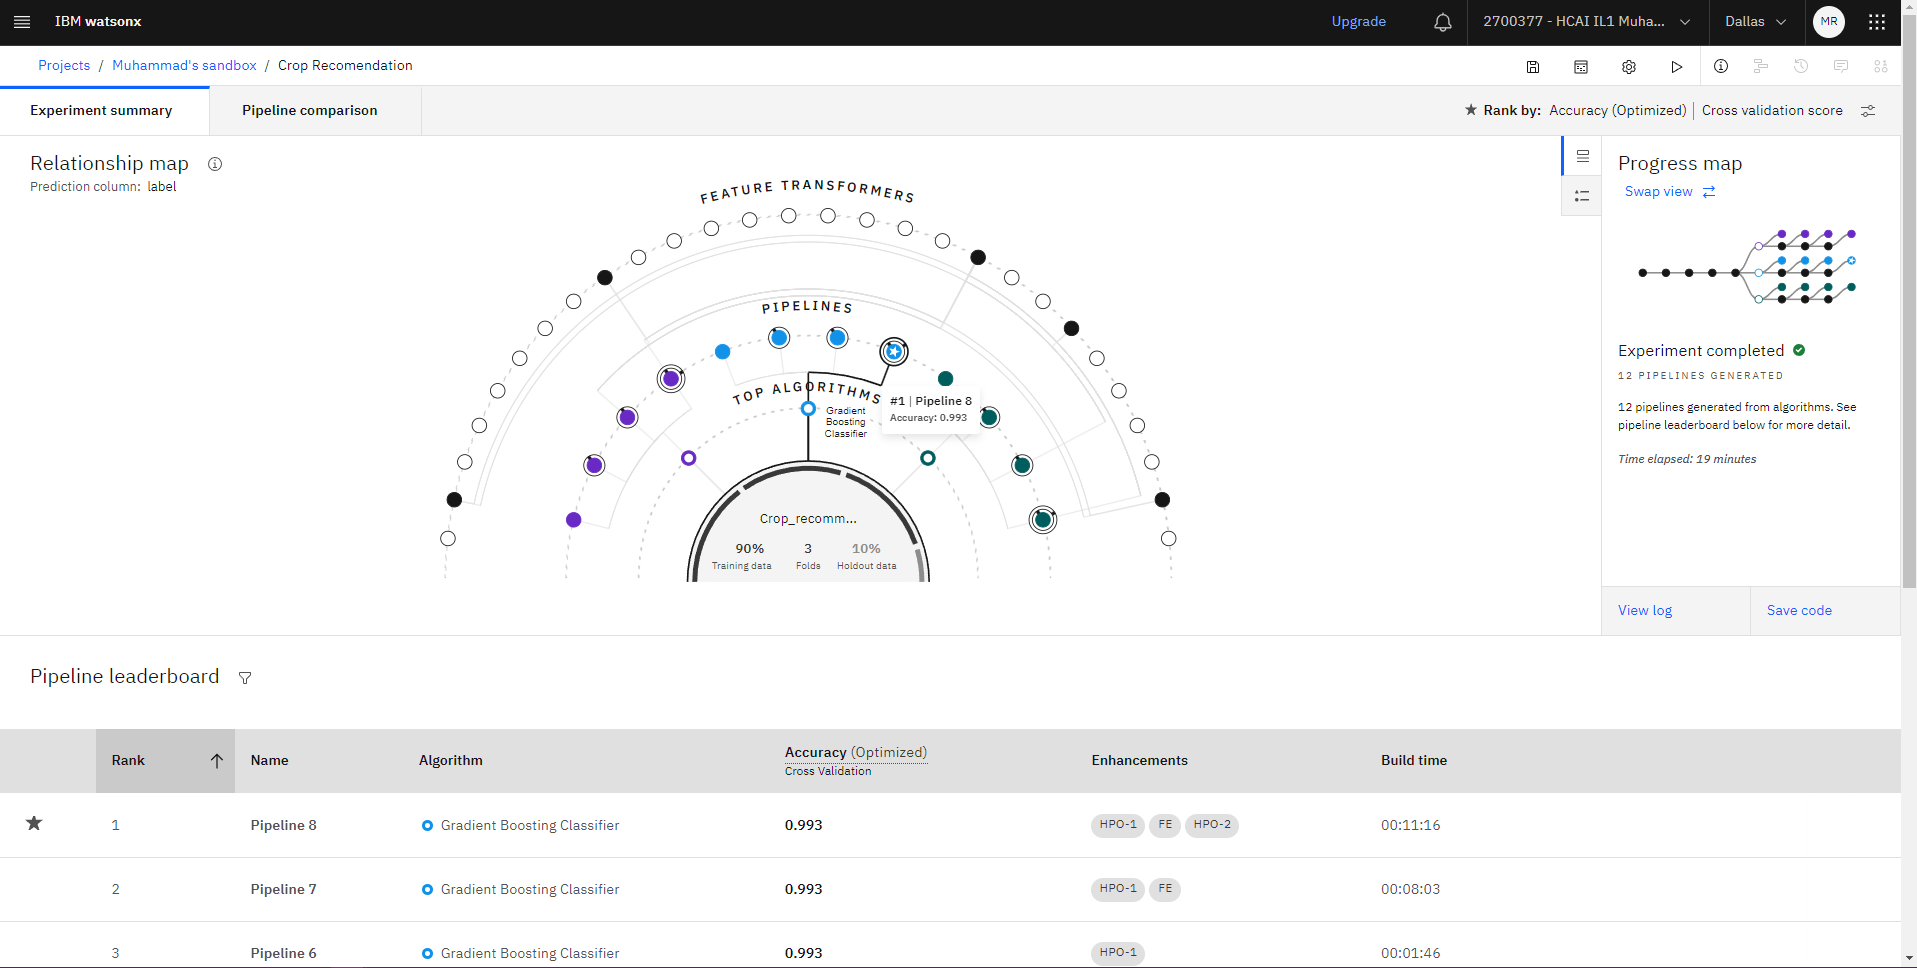 IBM watsonx
Upgrade
2700377 - HCAI IL1 Muha...
Dallas
MR
Projects / Muhammad's sandbox / Crop Recomendation
Experiment summary
Pipeline comparison
Rank by: Accuracy (Optimized) | Cross validation score
Relationship map
Prediction column: label
FEATURE TRANSFORMERS
PIPELINES
TOP ALGORITHMS
Gradient
Boosting
Classifier
#1 | Pipeline 8
Accuracy: 0.993
Crop_recomm...
90% 3 10%
Training data Folds Holdout data
Progress map
Swap view
Experiment completed
12 PIPELINES GENERATED
12 pipelines generated from algorithms. See
pipeline leaderboard below for more detail.
Time elapsed: 19 minutes
View log
Save code
Pipeline leaderboard
Rank Name Algorithm Accuracy (Optimized) Enhancements Build time
Cross Validation
1 Pipeline 8 Gradient Boosting Classifier 0.993 HPO-1 FE HPO-2 00:11:16
2 Pipeline 7 Gradient Boosting Classifier 0.993 HPO-1 FE 00:08:03
3 Pipeline 6 Gradient Boosting Classifier 0.993 HPO-1 00:01:46